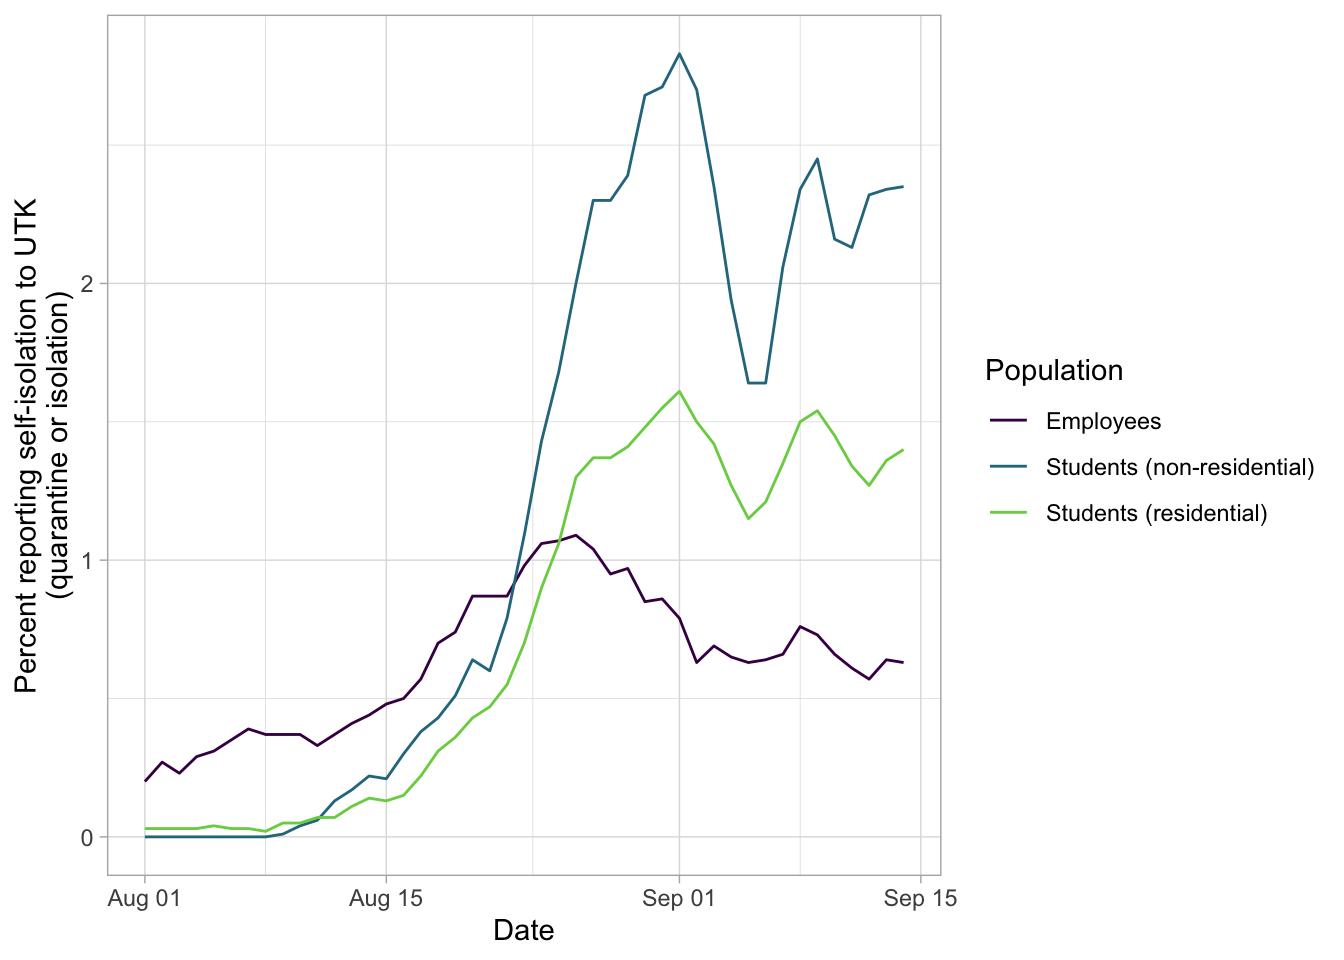 Percent reporting self-isolation to UTK
(quarantine or isolation)
2
1
0
Aug 01
Aug 15
Sep 01
Sep 15
Date
Population
Employees
Students (non-residential)
Students (residential)